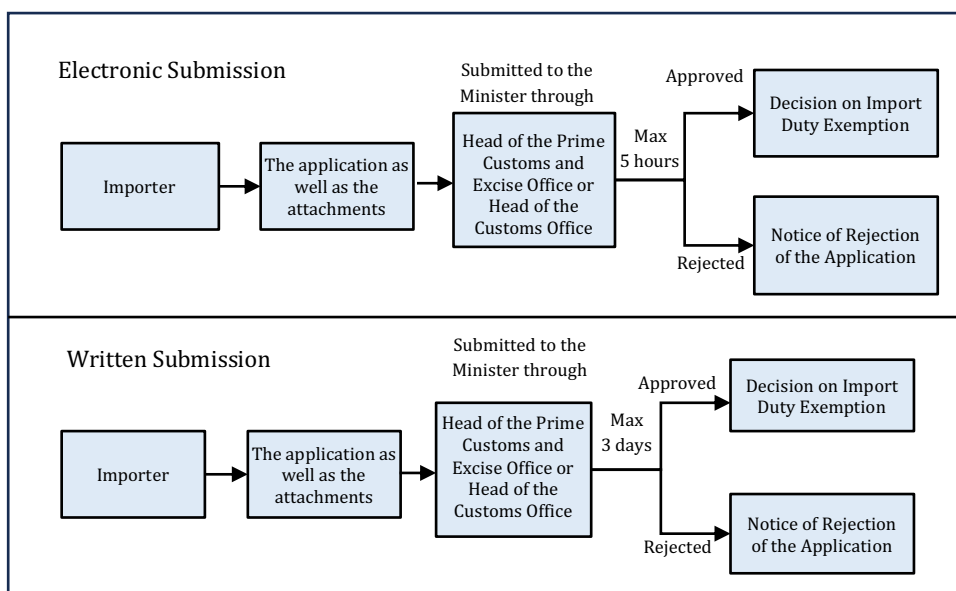 Electronic Submission
Submitted to the
Minister through
Importer
The application as
well as the
attachments
Head of the Prime
Customs and
Excise Office or
Head of the
Customs Office
Max
5 hours
Approved
Decision on Import
Duty Exemption
Rejected
Notice of Rejection
of the Application
Written Submission
Submitted to the
Minister through
Importer
The application as
well as the
attachments
Head of the Prime
Customs and
Excise Office or
Head of the
Customs Office
Max
3 days
Approved
Decision on Import
Duty Exemption
Rejected
Notice of Rejection
of the Application